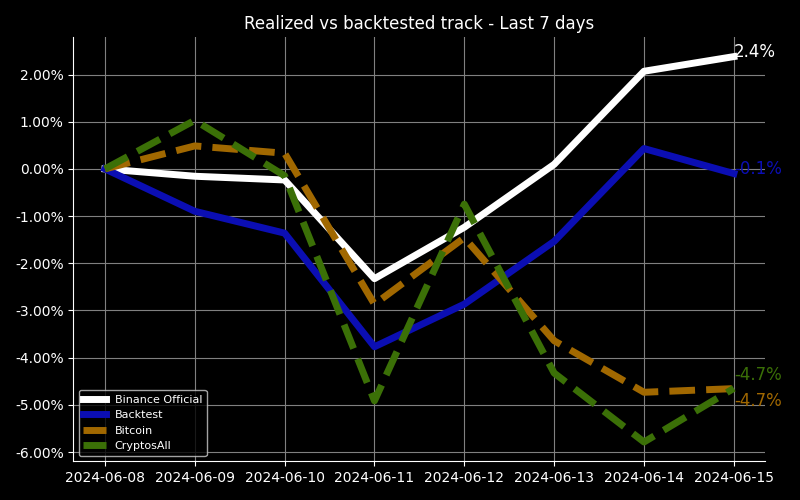 Realized vs backtested track - Last 7 days
2.00%
1.00%
0.00%
-1.00%
-2.00%
-3.00%
-4.00%
-5.00%
-6.00%
2.4%
-0.1%
-4.7%
-4.7%
Binance Official
Backtest
Bitcoin
CryptosAll
2024-06-08 2024-06-09 2024-06-10 2024-06-11 2024-06-12 2024-06-13 2024-06-14 2024-06-15